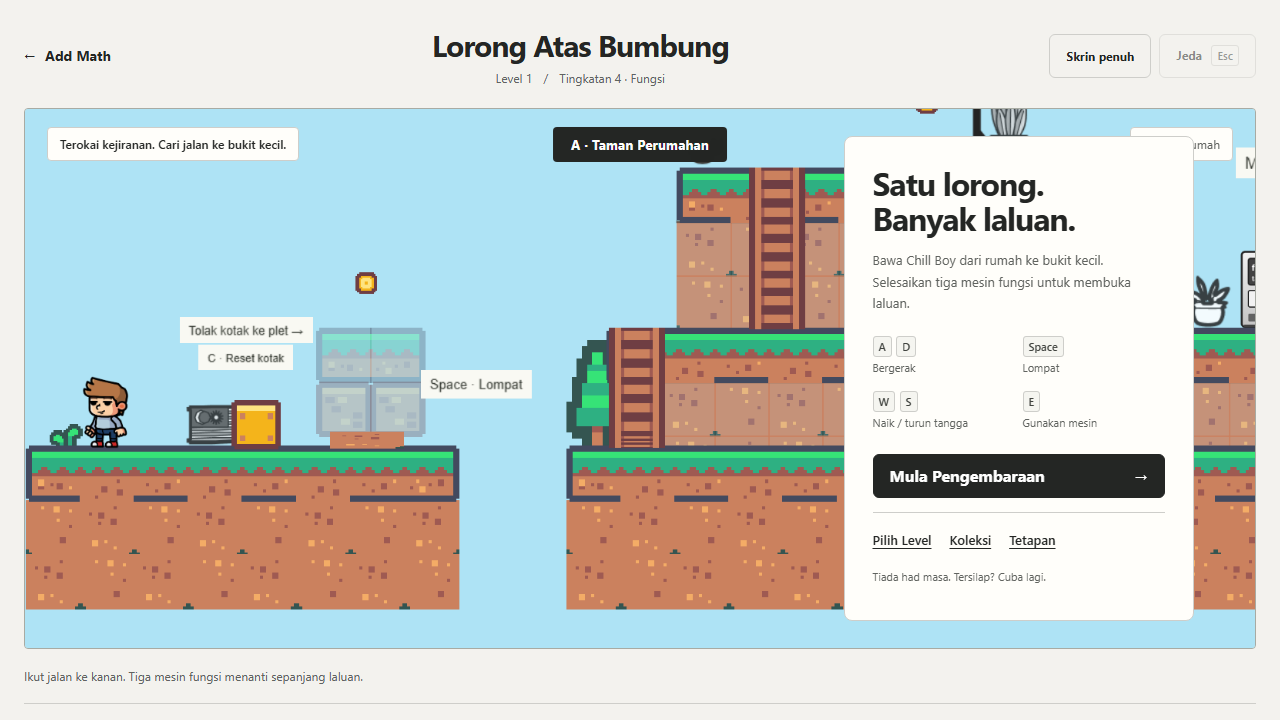 ← Add Math
Lorong Atas Bumbung
Level 1 / Tingkatan 4 · Fungsi
Skrin penuh
Jeda Esc
Terokai kejiranan. Cari jalan ke bukit kecil.
A · Taman Perumahan
Tolak kotak ke plet →
C · Reset kotak
Space · Lompat
Satu lorong.
Banyak laluan.
Bawa Chill Boy dari rumah ke bukit kecil.
Selesaikan tiga mesin fungsi untuk membuka
laluan.
A D
Bergerak
Space
Lompat
W S
Naik / turun tangga
E
Gunakan mesin
Mula Pengembaraan →
Pilih Level Koleksi Tetapan
Tiada had masa. Tersilap? Cuba lagi.
Ikut jalan ke kanan. Tiga mesin fungsi menanti sepanjang laluan.